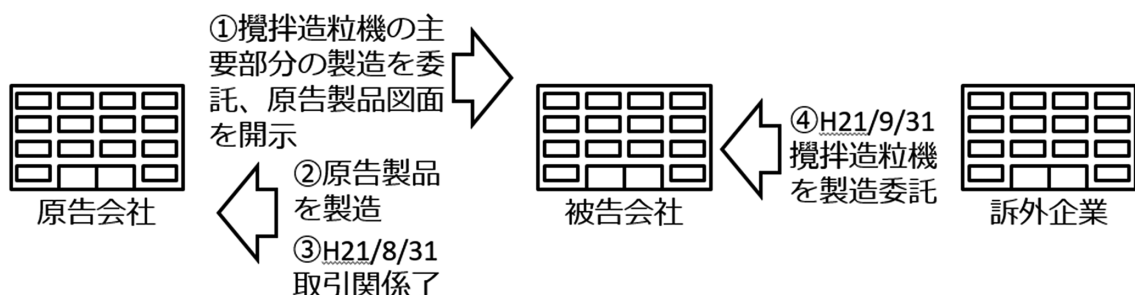 ①攪拌造粒機の主
要部分の製造を委
託、原告製品図面
を開示
②原告製品
を製造
③H21/8/31
取引関係了
④H21/9/31
攪拌造粒機
を製造委託
原告会社
被告会社
訴外企業